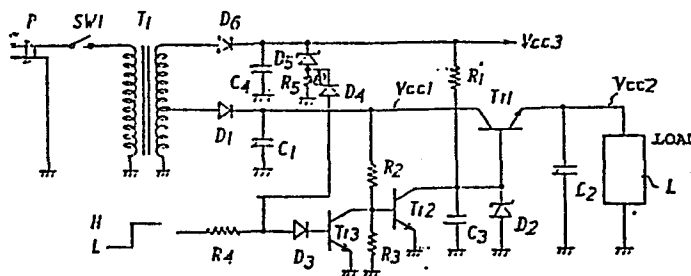 P SW1 T1 D6 Vcc3
D5
C4 R5 D4 R1
Vcc1 Tr1 Vcc2
D1 C1 LOAD
R2 C2 L
H Tr2
L Tr3 D2
R4 D3 R3 C3